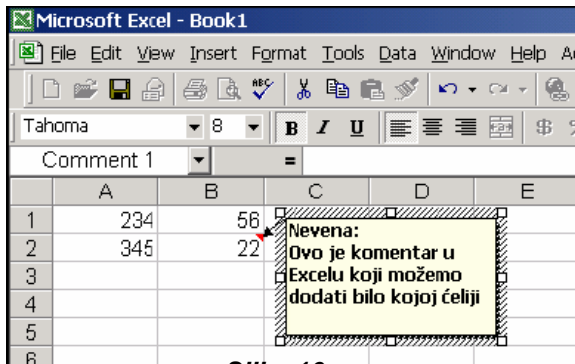 Microsoft Excel - Book1
File Edit View Insert Format Tools Data Window Help
Tahoma 8 B I U $
Comment 1 =
A B C D E
1 234 56
2 345 22
3
4
5
6
Nevena:
Ovo je komentar u
Excelu koji možemo
dodati bilo kojoj ćeliji